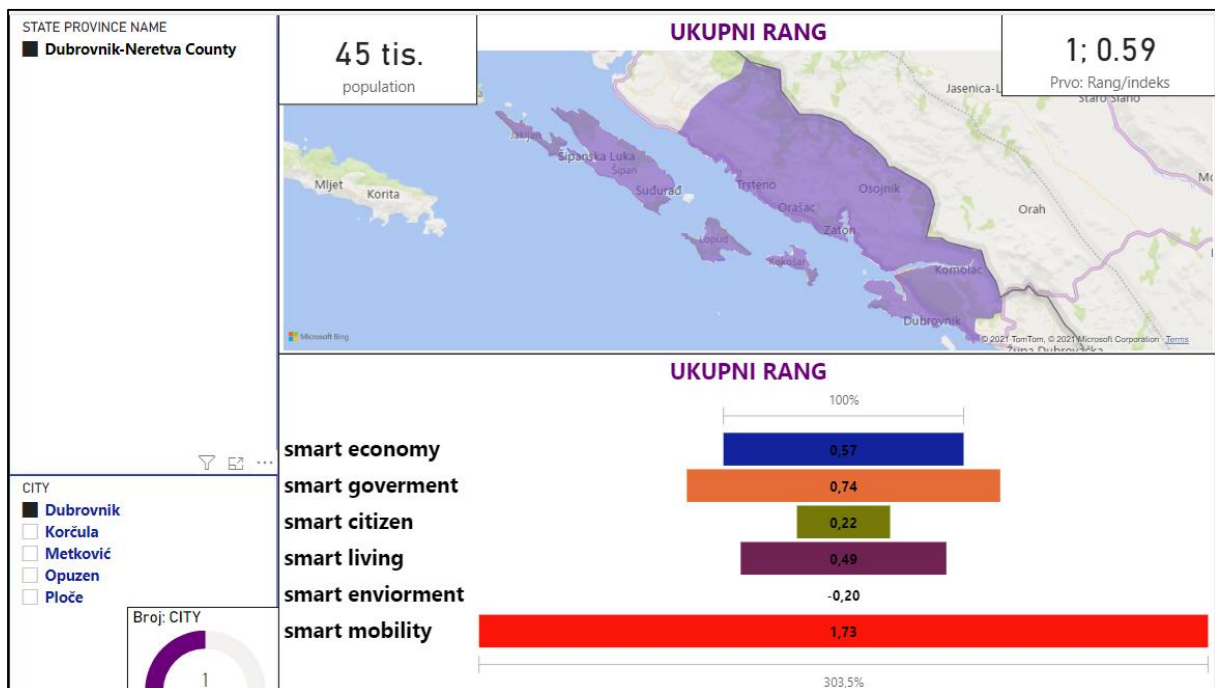 STATE PROVINCE NAME
Dubrovnik-Neretva County
45 tis.
population
UKUPNI RANG
1; 0.59
Prvo: Rang/indeks
Jasenica-L
Staro Slano
Jakljan
Šipanska Luka
Šipan
Suđurađ
Mljet
Korita
Trsteno
Osojnik
Orašac
Orah
Zaton
Lopud
Komolac
Dubrovnik
Microsoft Bing
© 2021 TomTom, © 2021 Microsoft Corporation Terms
Župa Dubrovačka
UKUPNI RANG
100%
smart economy 0,57
smart goverment 0,74
smart citizen 0,22
smart living 0,49
smart enviorment -0,20
smart mobility 1,73
303,5%
CITY
Dubrovnik
Korčula
Metković
Opuzen
Ploče
Broj: CITY
1